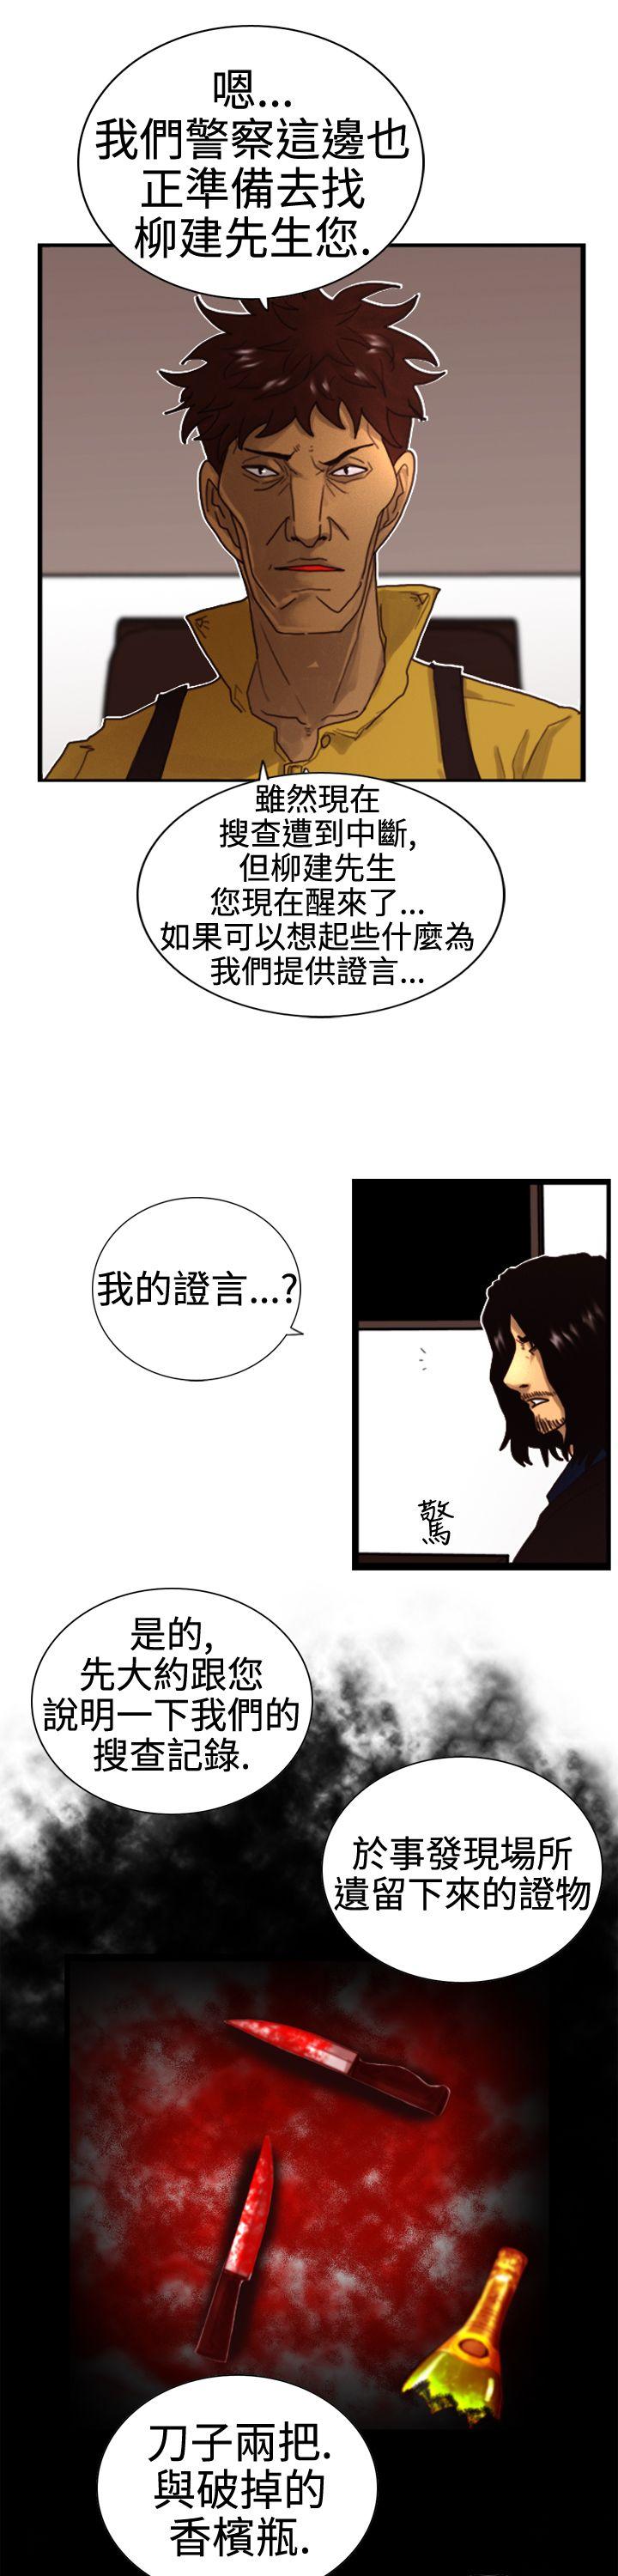 嗯...
我們警察這邊也
正準備去找
柳建先生您.
雖然現在
搜查遭到中斷,
但柳建先生
您現在醒來了...
如果可以想起些什麼為
我們提供證言...
我的證言...?
驚
是的,
先大約跟您
說明一下我們的
搜查記錄.
於事發現場所
遺留下來的證物
刀子兩把.
與破掉的
香檳瓶.